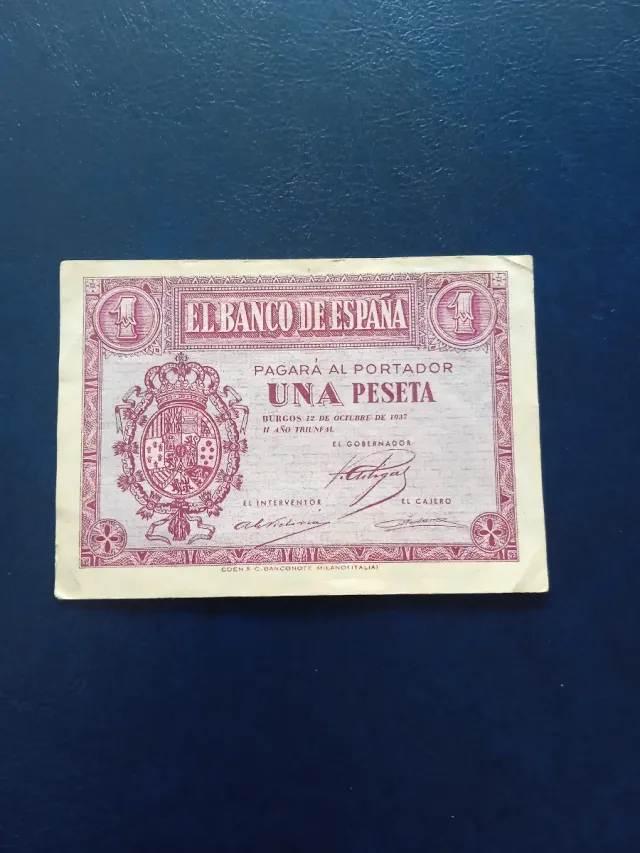 1 EL BANCO DE ESPAÑA 1
PAGARÁ AL PORTADOR
UNA PESETA
BURGOS 12 DE OCTUBRE DE 1937
II AÑO TRIUNFAL
EL GOBERNADOR
EL INTERVENTOR EL CAJERO
COEN & C. BANCONOTE MILANO (ITALIA)